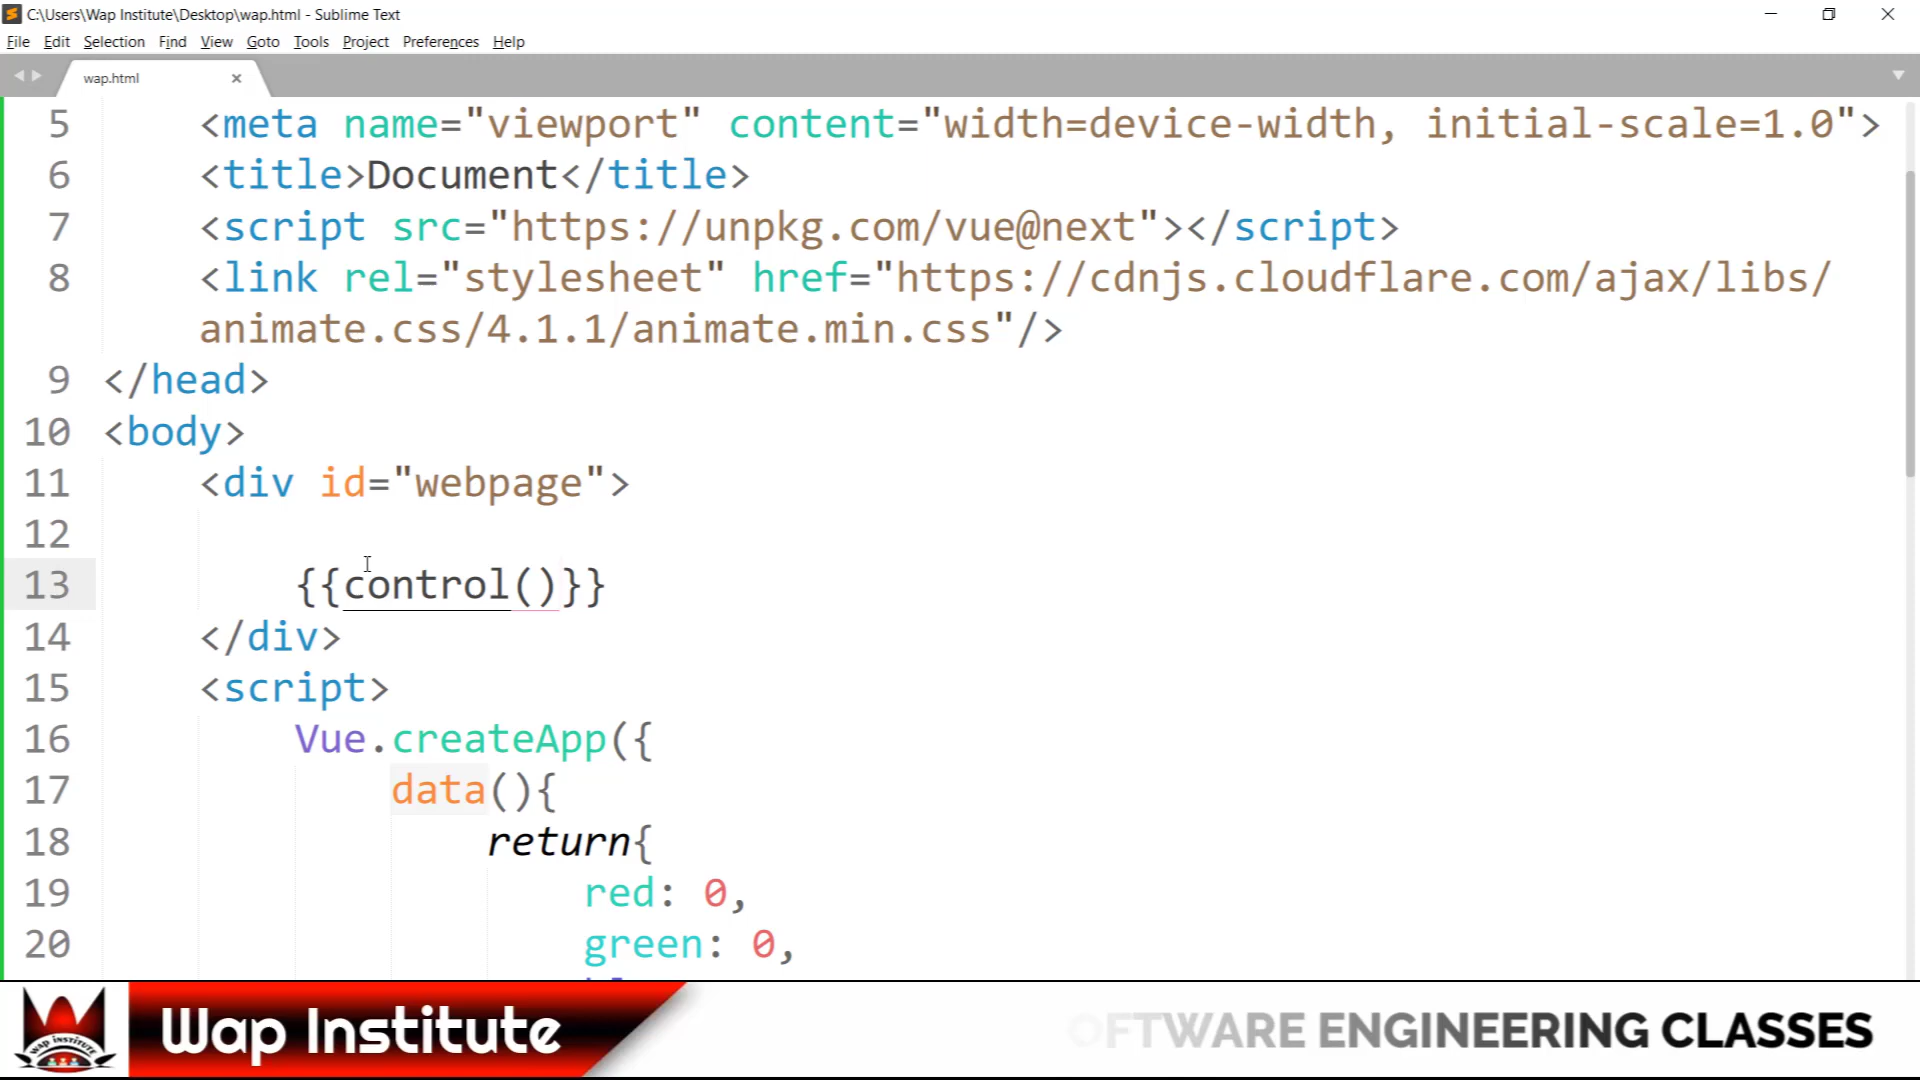 C:\Users\Wap Institute\Desktop\wap.html - Sublime Text
File Edit Selection Find View Goto Tools Project Preferences Help
wap.html
5 <meta name="viewport" content="width=device-width, initial-scale=1.0">
6 <title>Document</title>
7 <script src="https://unpkg.com/vue@next"></script>
8 <link rel="stylesheet" href="https://cdnjs.cloudflare.com/ajax/libs/
animate.css/4.1.1/animate.min.css"/>
9 </head>
10 <body>
11 <div id="webpage">
12
13 {{control()}}
14 </div>
15 <script>
16 Vue.createApp({
17 data(){
18 return{
19 red: 0,
20 green: 0,
Wap Institute
WAP INSTITUTE
OFTWARE ENGINEERING CLASSES